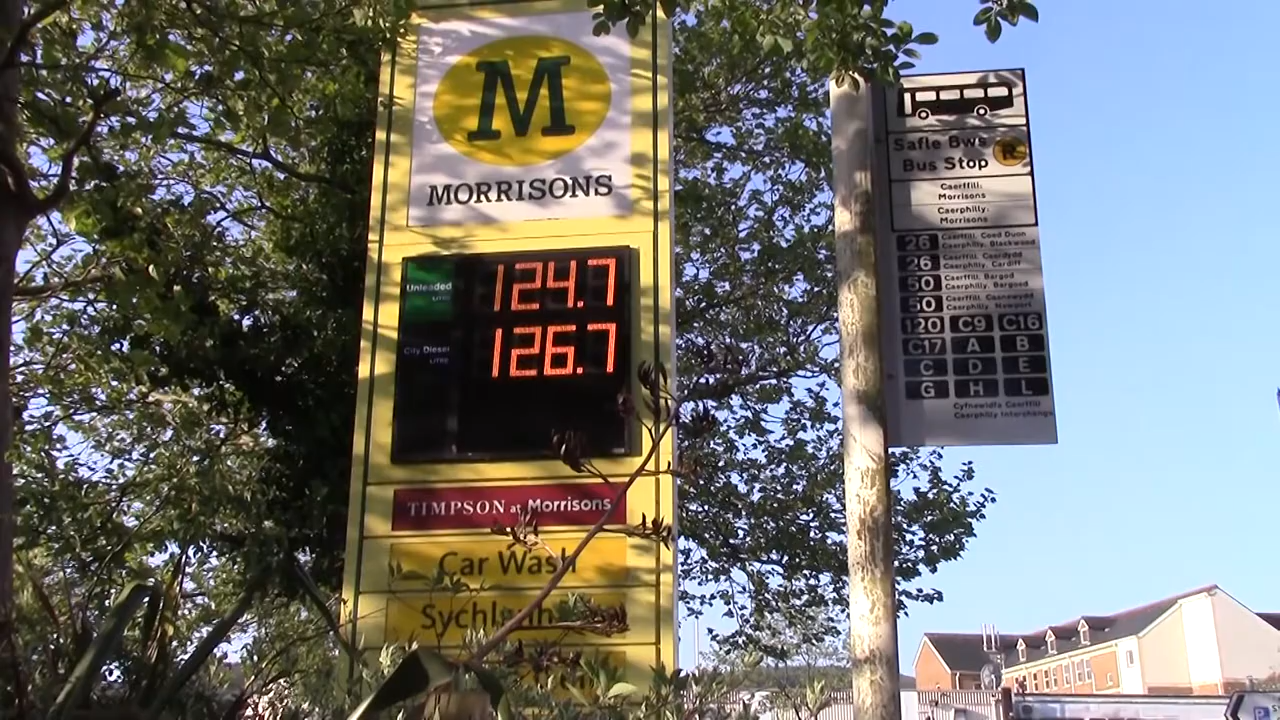 M
MORRISONS
Unleaded
LITRE
124.7
City Diesel
LITRE
126.7
TIMPSON at Morrisons
Car Wash
Safle Bws
Bus Stop
R
Caerffili:
Morrisons
Caerphilly:
Morrisons
26 Caerffili, Coed Duon
Caerphilly, Blackwood
26 Caerffili, Caerdydd
Caerphilly, Cardiff
50 Caerffili, Bargod
Caerphilly, Bargoed
50 Caerffili, Casnewydd
Caerphilly, Newport
120 C9 C16
C17 A B
C D E
G H L
Cyfnewidfa Caerffili
Caerphilly Interchange